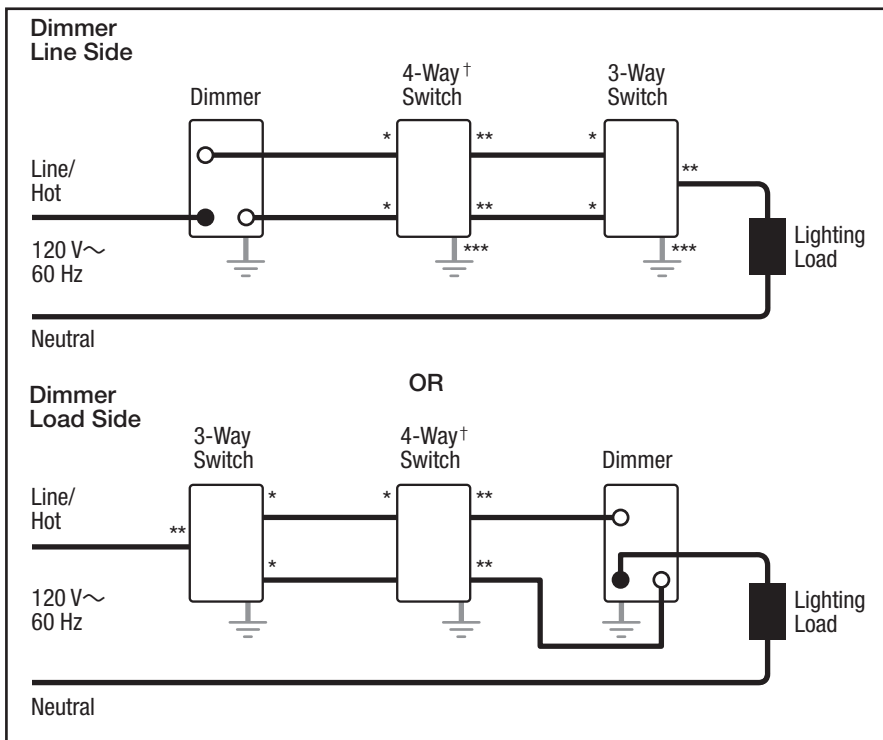 Dimmer
Line Side
Dimmer
4-Way†
Switch
3-Way
Switch
*
**
*
**
Line/
Hot
*
**
*
120 V~
60 Hz
***
***
Lighting
Load
Neutral
OR
Dimmer
Load Side
3-Way
Switch
4-Way†
Switch
Dimmer
Line/
Hot
**
*
*
**
*
**
120 V~
60 Hz
Lighting
Load
Neutral